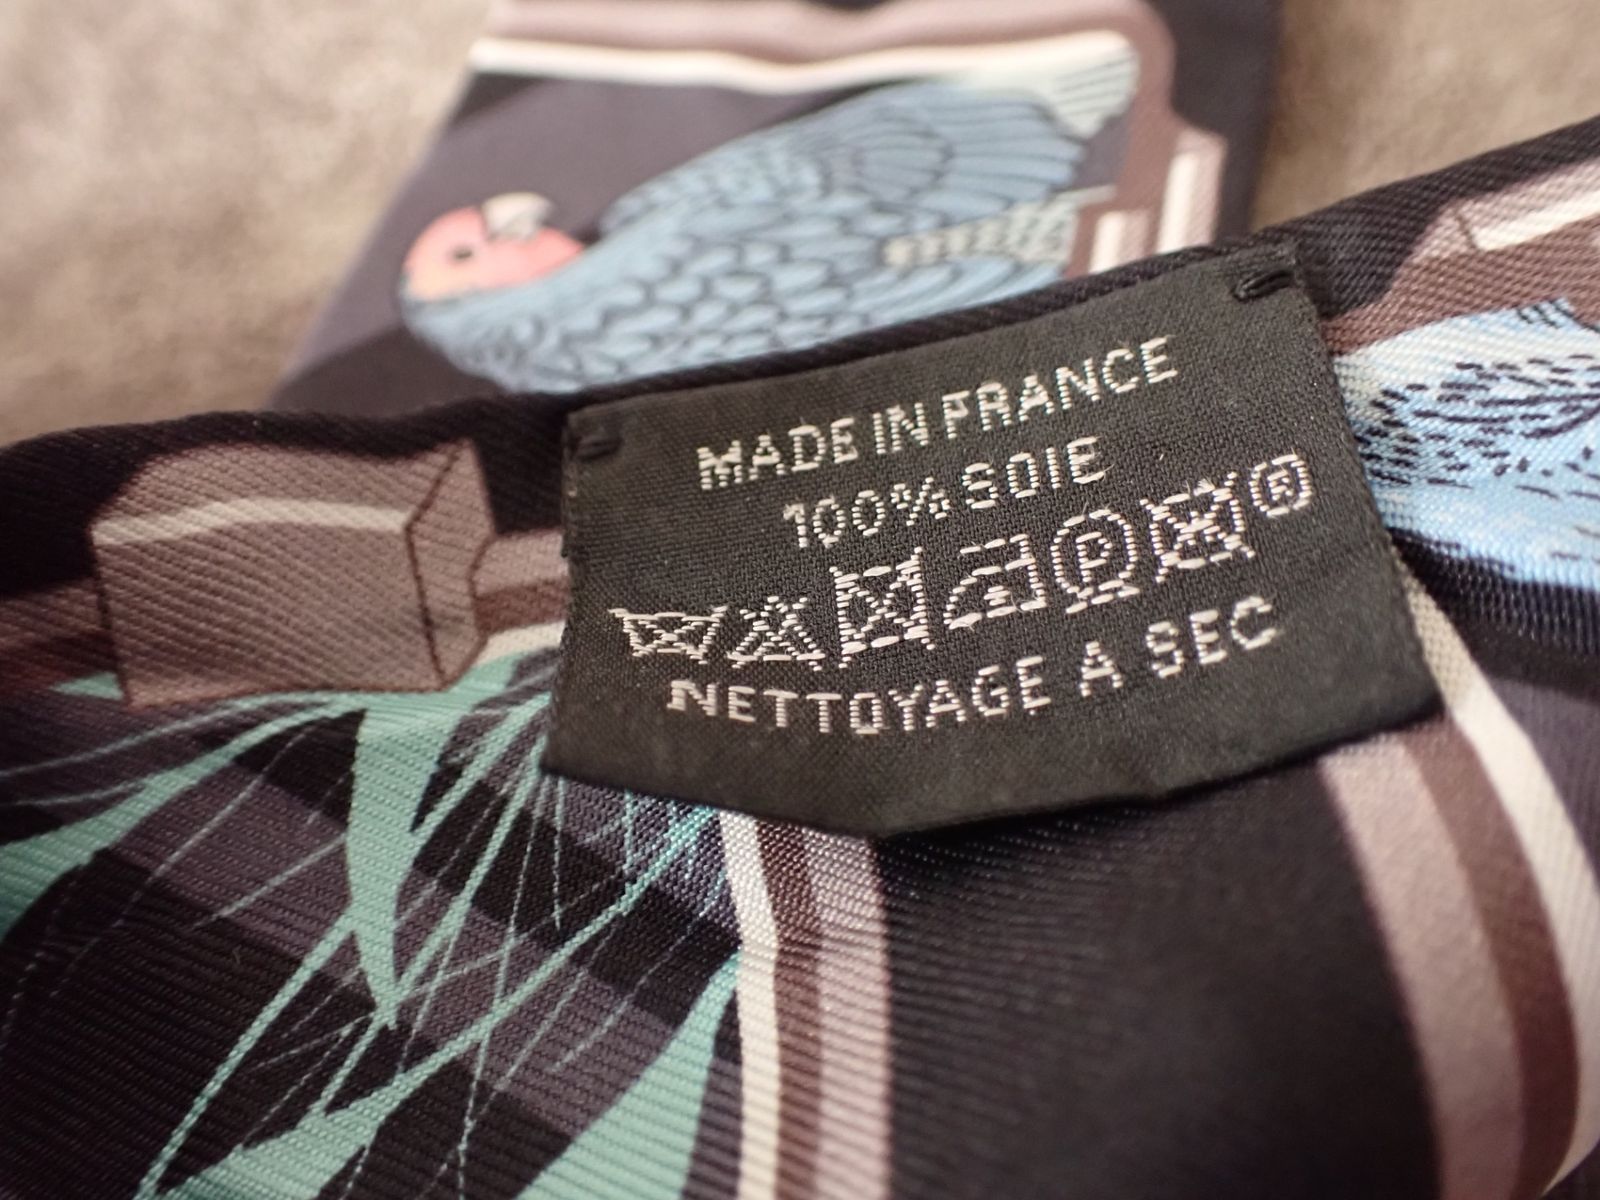 MADE IN FRANCE
100% SOIE
P R
NETTOYAGE A SEC